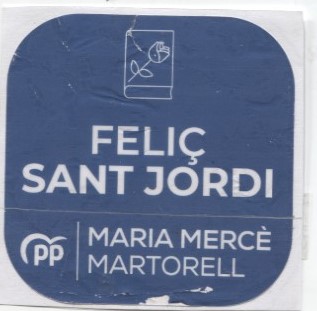 FELIÇ
SANT JORDI
PP
MARIA MERCÈ
MARTORELL